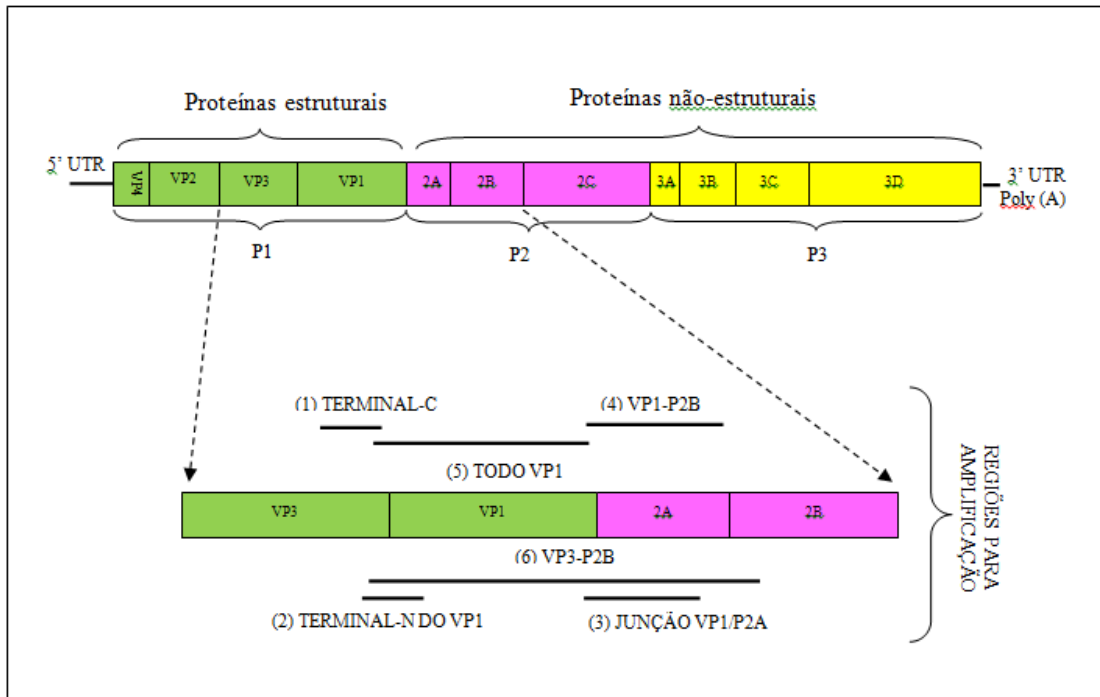 Proteínas estruturais
Proteínas não-estruturais
5' UTR
VP4
VP2
VP3
VP1
2A
2B
2C
3A
3B
3C
3D
3' UTR
Poly (A)
P1
P2
P3
(1) TERMINAL-C
(4) VP1-P2B
(5) TODO VP1
VP3
VP1
2A
2B
(6) VP3-P2B
(2) TERMINAL-N DO VP1
(3) JUNÇÃO VP1/P2A
REGIÕES PARA
AMPLIFICAÇÃO